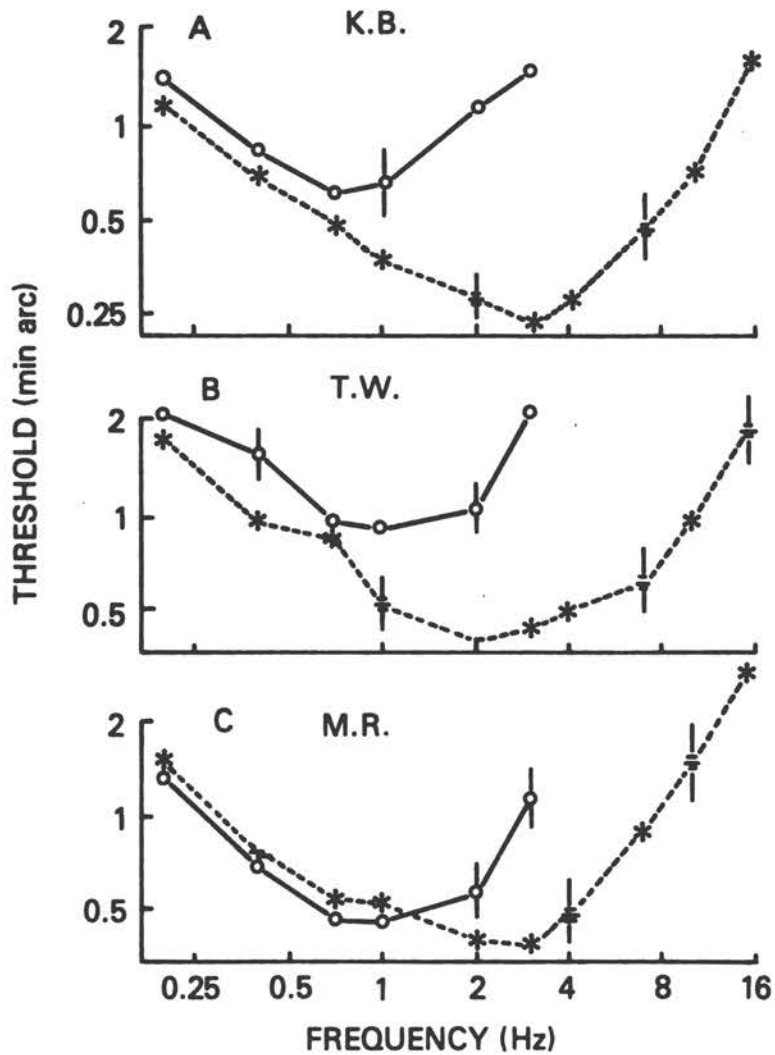 A K.B.
2
1
0.5
0.25
B T.W.
2
1
0.5
C M.R.
2
1
0.5
THRESHOLD (min arc)
0.25 0.5 1 2 4 8 16
FREQUENCY (Hz)